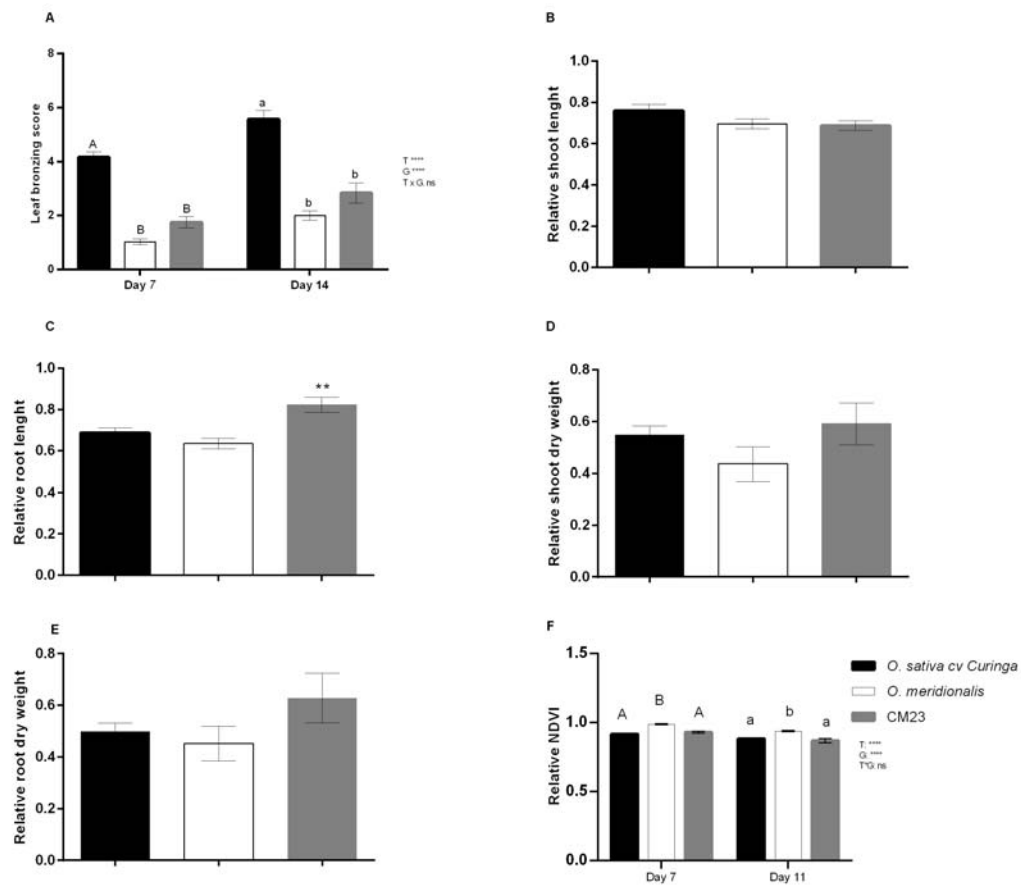 A
Leaf bronzing score
8
6
4
2
0
A
B
B
a
b
b
Day 7
Day 14
T ****
G ****
T x G ns
B
Relative shoot lenght
1.0
0.8
0.6
0.4
0.2
0.0
C
Relative root lenght
1.0
0.8
0.6
0.4
0.2
0.0
**
D
Relative shoot dry weight
0.8
0.6
0.4
0.2
0.0
E
Relative root dry weight
0.8
0.6
0.4
0.2
0.0
F
Relative NDVI
1.5
1.0
0.5
0.0
A
B
A
a
b
a
Day 7
Day 11
O. sativa cv Curinga
O. meridionalis
CM23
T: ****
G: ****
T*G:ns